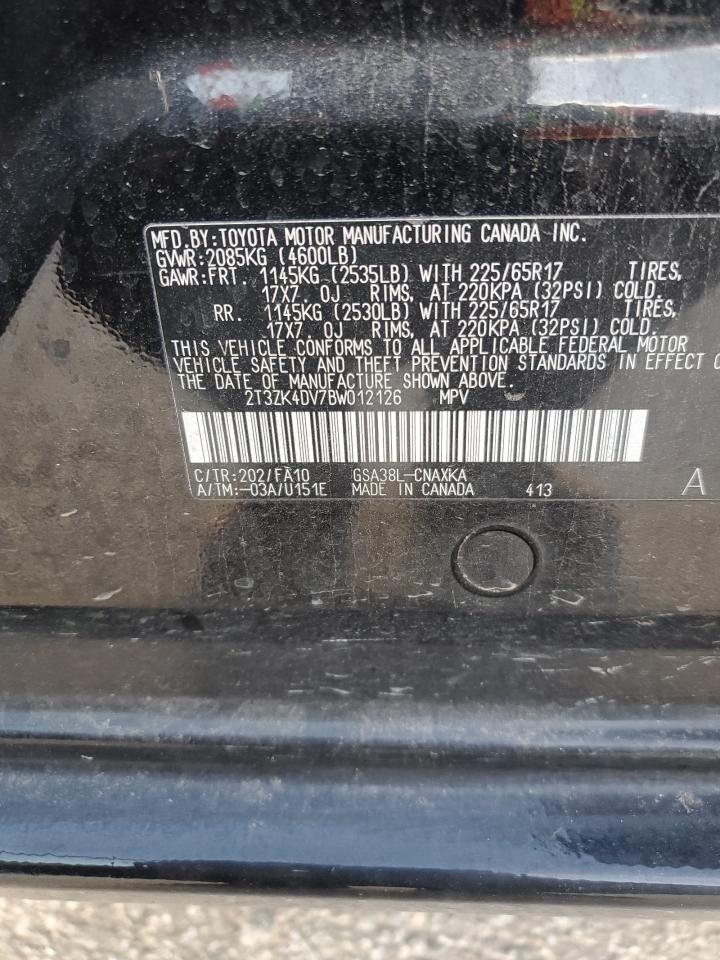 MFD.BY:TOYOTA MOTOR MANUFACTURING CANADA INC.
GVWR:2085KG (4600LB)
GAWR:FRT. 1145KG (2535LB) WITH 225/65R17 TIRES,
17X7.0J RIMS, AT 220KPA (32PSI) COLD.
RR. 1145KG (2530LB) WITH 225/65R17 TIRES,
17X7.0J RIMS, AT 220KPA (32PSI) COLD.
THIS VEHICLE CONFORMS TO ALL APPLICABLE FEDERAL MOTOR
VEHICLE SAFETY AND THEFT PREVENTION STANDARDS IN EFFECT
THE DATE OF MANUFACTURE SHOWN ABOVE.
2T3ZK4DV7BW012126 MPV
C/TR:202/FA10 GSA38L-CNAXKA
A/TM:-03A/U151E MADE IN CANADA 413 A